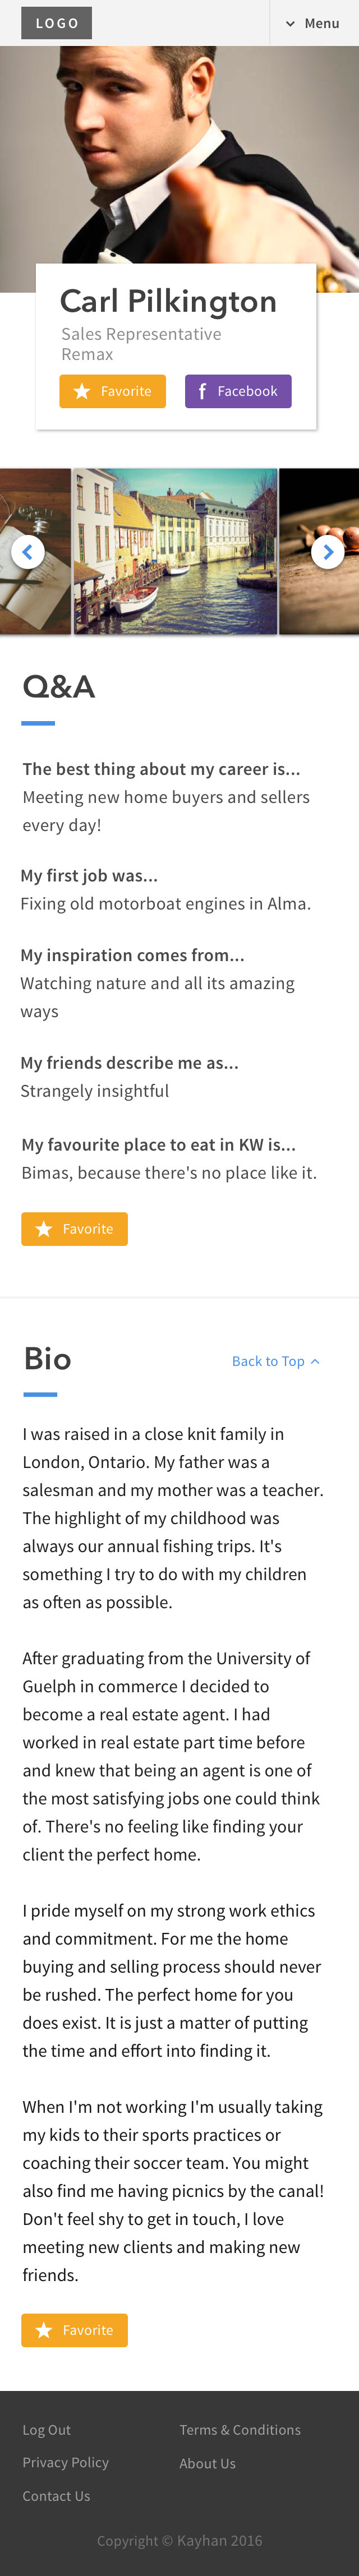 LOGO
Menu
Carl Pilkington
Sales Representative
Remax
Favorite
Facebook
Q&A
The best thing about my career is...
Meeting new home buyers and sellers
every day!
My first job was...
Fixing old motorboat engines in Alma.
My inspiration comes from...
Watching nature and all its amazing
ways
My friends describe me as...
Strangely insightful
My favourite place to eat in KW is...
Bimas, because there's no place like it.
Favorite
Bio
Back to Top
I was raised in a close knit family in
London, Ontario. My father was a
salesman and my mother was a teacher.
The highlight of my childhood was
always our annual fishing trips. It's
something I try to do with my children
as often as possible.
After graduating from the University of
Guelph in commerce I decided to
become a real estate agent. I had
worked in real estate part time before
and knew that being an agent is one of
the most satisfying jobs one could think
of. There's no feeling like finding your
client the perfect home.
I pride myself on my strong work ethics
and commitment. For me the home
buying and selling process should never
be rushed. The perfect home for you
does exist. It is just a matter of putting
the time and effort into finding it.
When I'm not working I'm usually taking
my kids to their sports practices or
coaching their soccer team. You might
also find me having picnics by the canal!
Don't feel shy to get in touch, I love
meeting new clients and making new
friends.
Favorite
Log Out
Terms & Conditions
Privacy Policy
About Us
Contact Us
Copyright © Kayhan 2016